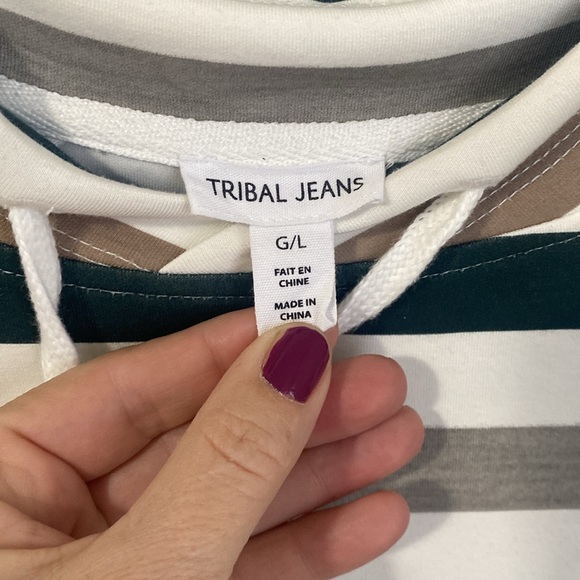 TRIBAL JEANS
G/L
FAIT EN
CHINE
MADE IN
CHINA